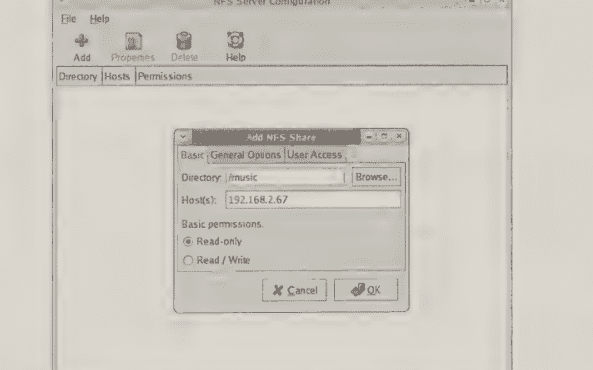 NFS Server Configuration
File Help
Add Properties Delete Help
Directory Hosts Permissions
Add NFS Share
Basic General Options User Access
Directory: /music Browse...
Host(s): 192.168.2.67
Basic permissions:
Read-only
Read / Write
Cancel OK